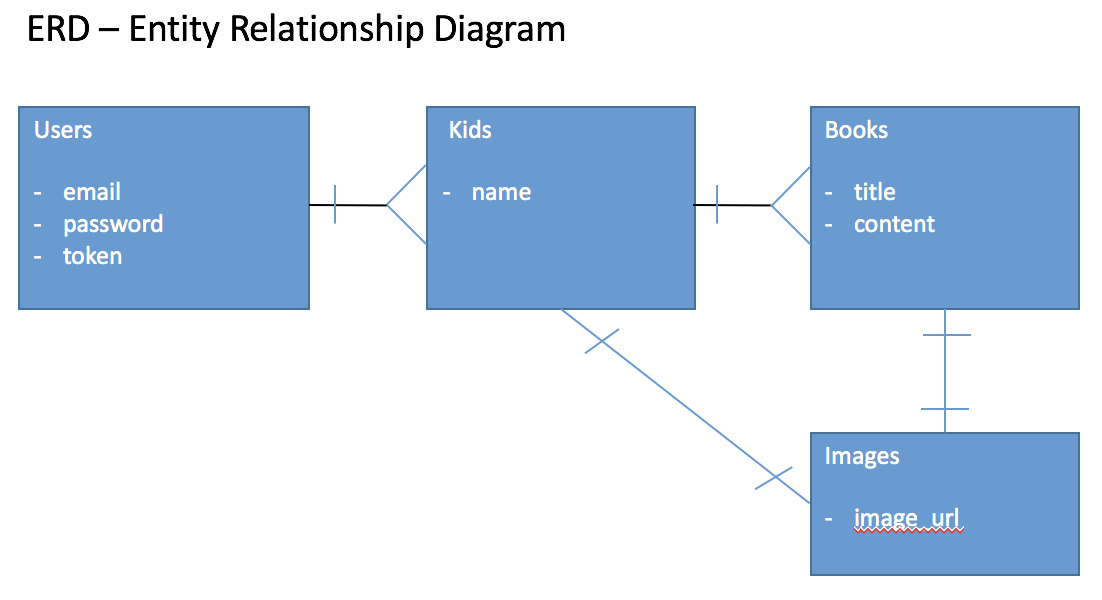 ERD – Entity Relationship Diagram
Users
- email
- password
- token
Kids
- name
Books
- title
- content
Images
- image_url